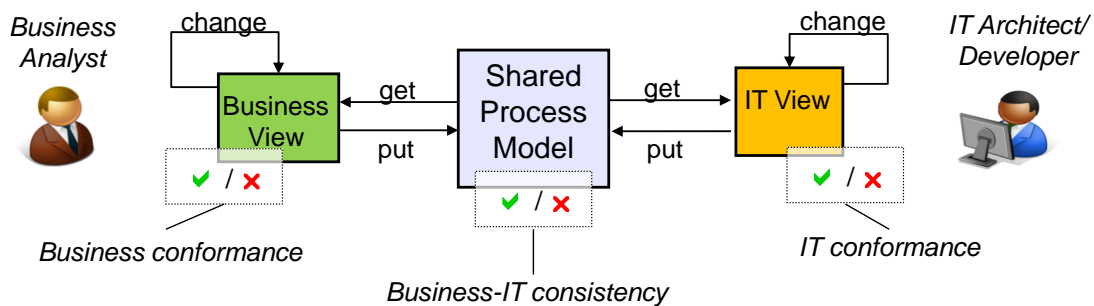 Business
Analyst
change
Business
View
get
put
Shared
Process
Model
get
put
change
IT View
IT Architect/
Developer
/
/
/
Business conformance
Business-IT consistency
IT conformance